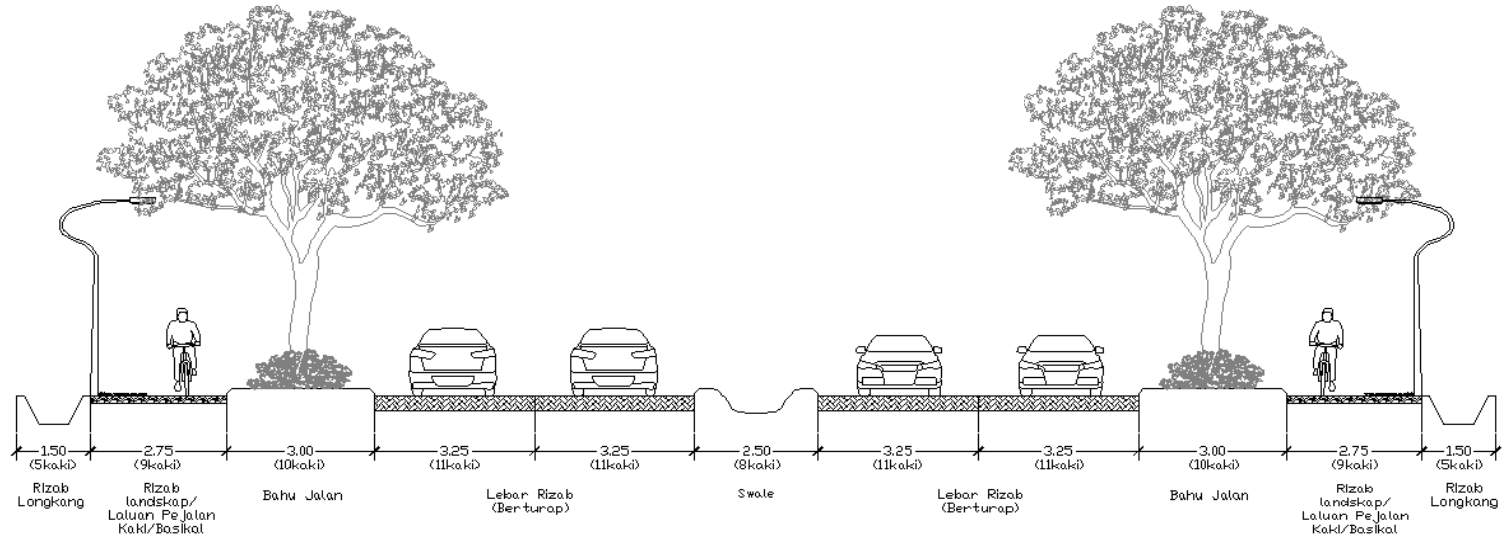 1.50 2.75 3.00 3.25 3.25 2.50 3.25 3.25 3.00 2.75 1.50
(5kaki) (9kaki) (10kaki) (11kaki) (11kaki) (8kaki) (11kaki) (11kaki) (10kaki) (9kaki) (5kaki)
Rizab
Longkang
Rizab
landskap/
Laluan Pejalan
Kaki/Basikal
Bahu Jalan
Lebar Rizab
(Berturap)
Swale
Lebar Rizab
(Berturap)
Bahu Jalan
Rizab
landskap/
Laluan Pejalan
Kaki/Basikal
Rizab
Longkang